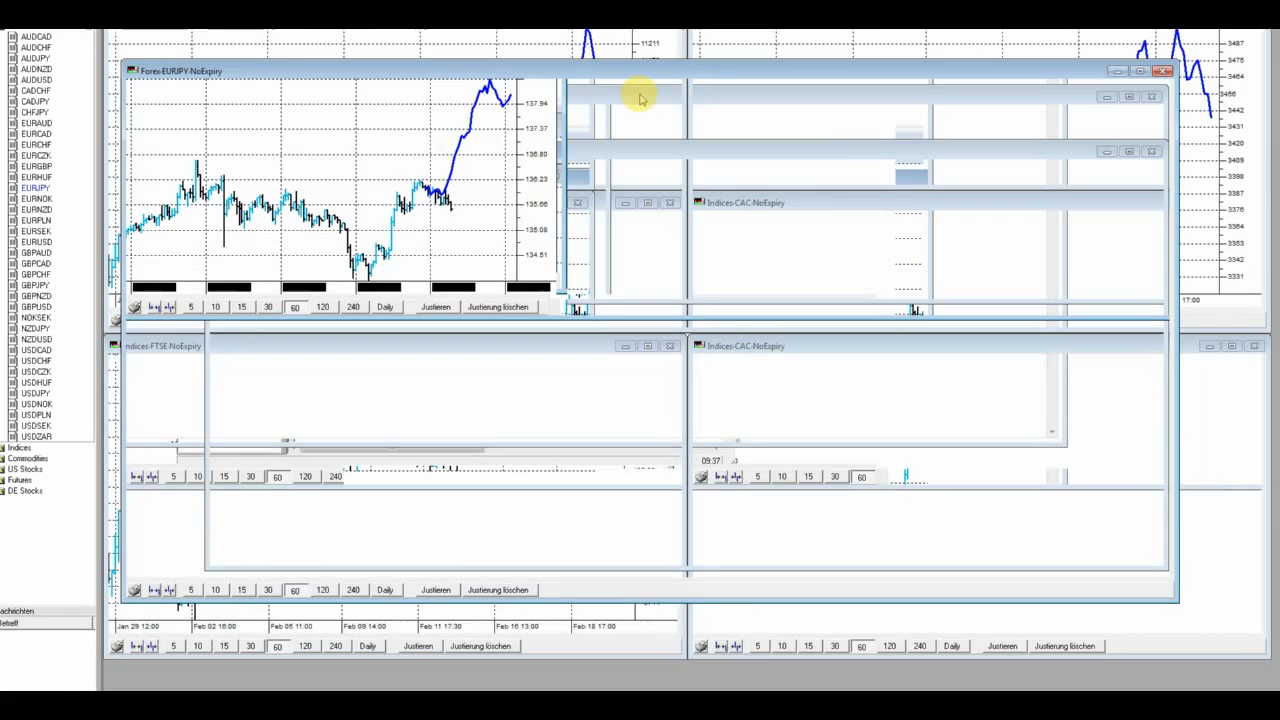 AUDCAD
AUDCHF
AUDJPY
AUDNZD
AUDUSD
CADCHF
CADJPY
CHFJPY
EURAUD
EURCAD
EURCHF
EURCZK
EURGBP
EURHUF
EURJPY
EURNOK
EURNZD
EURPLN
EURSEK
EURUSD
GBPAUD
GBPCAD
GBPCHF
GBPJPY
GBPNZD
GBPUSD
NOKSEK
NZDJPY
NZDUSD
USDCAD
USDCHF
USDCZK
USDHUF
USDJPY
USDNOK
USDPLN
USDSEK
USDZAR
Indices
Commodities
US Stocks
Futures
DE Stocks
achrichten
etreff
11211
Forex-EURJPY-NoExpiry
137.94
137.37
136.80
136.23
135.66
135.08
134.51
5 10 15 30 60 120 240 Daily Justieren Justierung löschen
Indices-CAC-NoExpiry
3487
3476
3464
3456
3442
3431
3420
3409
3398
3387
3376
3364
3353
3342
3331
17:00
ndices-FTSE-NoExpiry
Indices-CAC-NoExpiry
5 10 15 30 60 120 240
09:37
5 10 15 30 60
5 10 15 30 60 120 240 Daily Justieren Justierung löschen
Jan 29 12:00 Feb 02 16:00 Feb 05 11:00 Feb 09 14:00 Feb 11 17:30 Feb 16 13:00 Feb 18 17:00
5 10 15 30 60 120 240 Daily Justieren Justierung löschen
5 10 15 30 60 120 240 Daily Justieren Justierung löschen